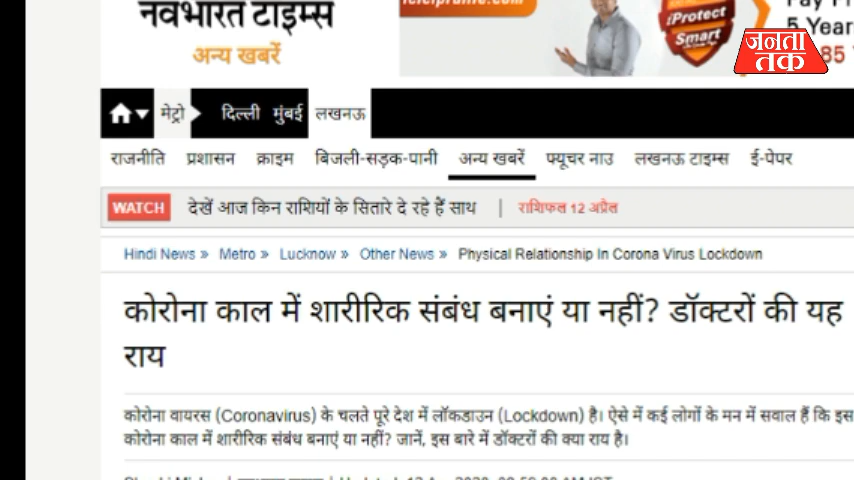 नवभारत टाइम्स
अन्य खबरें
iProtect
Smart
5 Year
जनता
तक
मेट्रो दिल्ली मुंबई लखनऊ
राजनीति प्रशासन क्राइम बिजली-सड़क-पानी अन्य खबरें फ्यूचर नाउ लखनऊ टाइम्स ई-पेपर
WATCH देखें आज किन राशियों के सितारे दे रहे हैं साथ | राशिफल 12 अप्रैल
Hindi News » Metro » Lucknow » Other News » Physical Relationship In Corona Virus Lockdown
कोरोना काल में शारीरिक संबंध बनाएं या नहीं? डॉक्टरों की यह
राय
कोरोना वायरस (Coronavirus) के चलते पूरे देश में लॉकडाउन (Lockdown) है। ऐसे में कई लोगों के मन में सवाल हैं कि इस
कोरोना काल में शारीरिक संबंध बनाएं या नहीं? जानें, इस बारे में डॉक्टरों की क्या राय है।